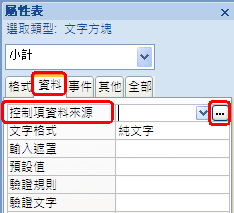 屬性表
選取類型: 文字方塊
小計
格式 資料 事件 其他 全部
控制項資料來源 ...
文字格式 純文字
輸入遮罩
預設值
驗證規則
驗證文字